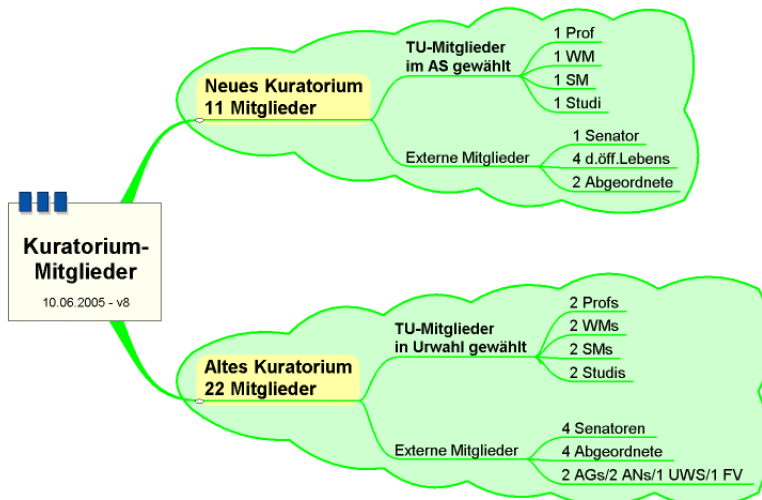 Kuratorium-
Mitglieder
10.06.2005 - v8
Neues Kuratorium
11 Mitglieder
TU-Mitglieder
im AS gewählt
1 Prof
1 WM
1 SM
1 Studi
Externe Mitglieder
1 Senator
4 d.öff.Lebens
2 Abgeordnete
Altes Kuratorium
22 Mitglieder
TU-Mitglieder
in Urwahl gewählt
2 Profs
2 WMs
2 SMs
2 Studis
Externe Mitglieder
4 Senatoren
4 Abgeordnete
2 AGs/2 ANs/1 UWS/1 FV